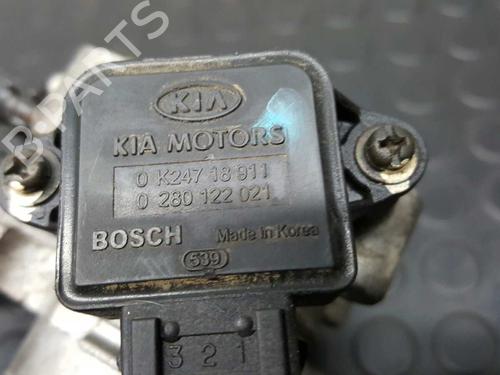 KIA
KIA MOTORS
0 K247 18 911
0 280 122 021
BOSCH Made in Korea
539
3 2 1
B PARTS